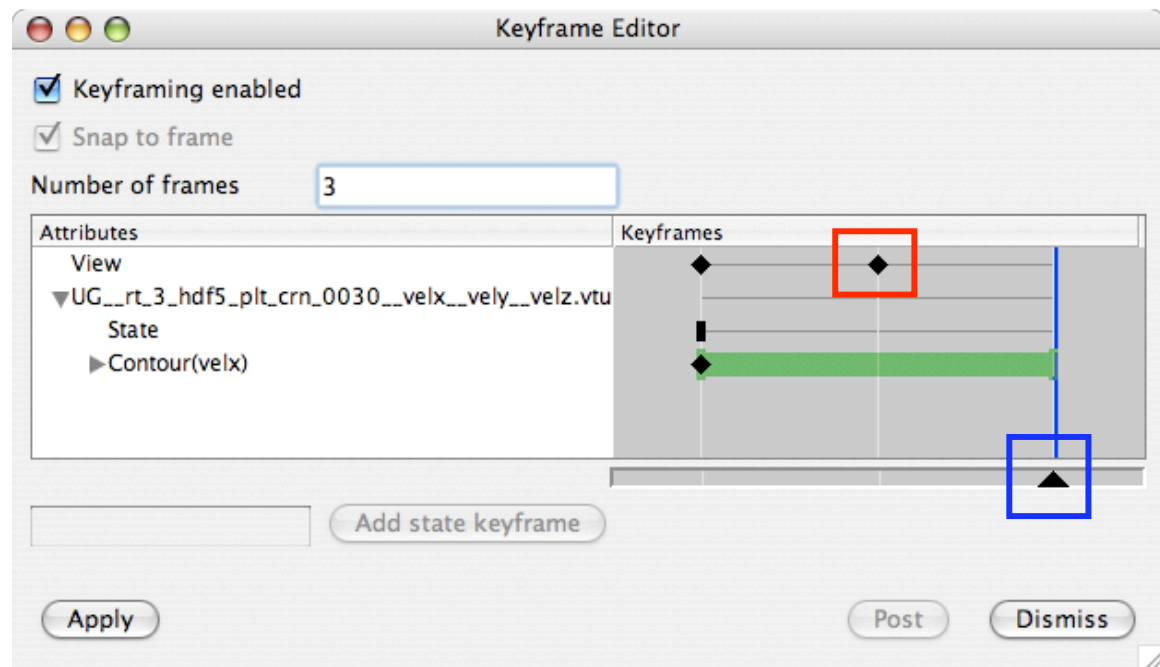 Keyframe Editor
Keyframing enabled
Snap to frame
Number of frames 3
Attributes Keyframes
View
UG__rt_3_hdf5_plt_crn_0030__velx__vely__velz.vtu
State
Contour(velx)
Add state keyframe
Apply Post Dismiss